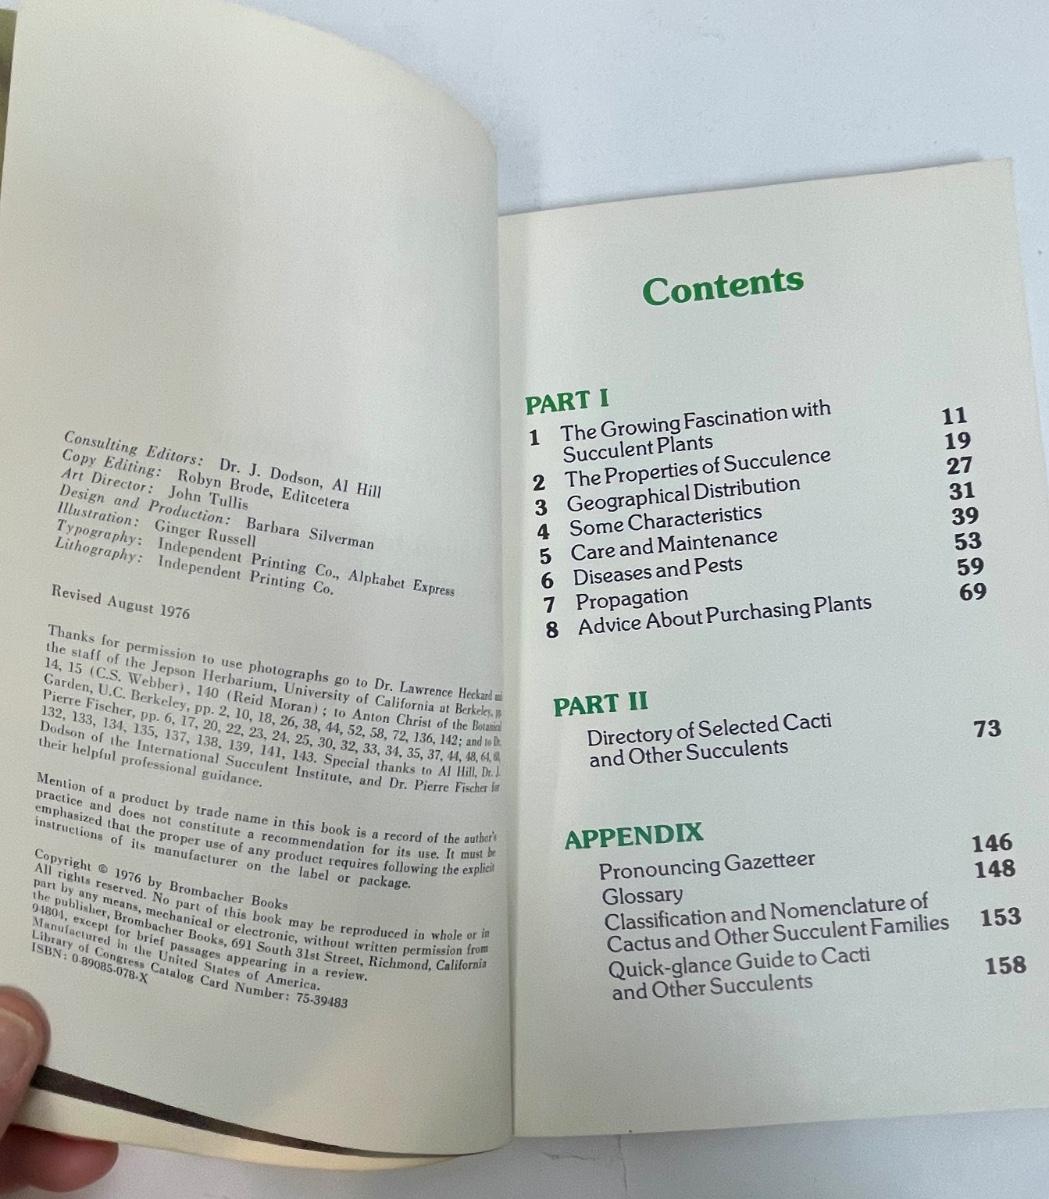 Consulting Editors: Dr. J. Dodson, Al Hill
Copy Editing: Robyn Brode, Editcetera
Art Director: John Tullis
Design and Production: Barbara Silverman
Illustration: Ginger Russell
Typography: Independent Printing Co., Alphabet Express
Lithography: Independent Printing Co.
Revised August 1976
Thanks for permission to use photographs go to Dr. Lawrence Heckard and
the staff of the Jepson Herbarium, University of California at Berkeley, pp.
14, 15 (C.S. Webber), 140 (Reid Moran); to Anton Christ of the Botanical
Garden, U.C. Berkeley, pp. 2, 10, 18, 26, 38, 44, 52, 58, 72, 136, 142; and to Dr.
Pierre Fischer, pp. 6, 17, 20, 22, 23, 24, 25, 30, 32, 33, 34, 35, 37, 44, 48, 64,
132, 133, 134, 135, 137, 138, 139, 141, 143. Special thanks to Al Hill, Dr. J.
Dodson of the International Succulent Institute, and Dr. Pierre Fischer for
their helpful professional guidance.
Mention of a product by trade name in this book is a record of the author's
practice and does not constitute a recommendation for its use. It must be
emphasized that the proper use of any product requires following the explicit
instructions of its manufacturer on the label or package.
Copyright © 1976 by Brombacher Books
All rights reserved. No part of this book may be reproduced in whole or in
part by any means, mechanical or electronic, without written permission from
the publisher, Brombacher Books, 691 South 31st Street, Richmond, California
94804, except for brief passages appearing in a review.
Manufactured in the United States of America.
Library of Congress Catalog Card Number: 75-39483
ISBN: 0-89085-078-X
Contents
PART I
1 The Growing Fascination with
Succulent Plants 11
2 The Properties of Succulence 19
3 Geographical Distribution 27
4 Some Characteristics 31
5 Care and Maintenance 39
6 Diseases and Pests 53
7 Propagation 59
8 Advice About Purchasing Plants 69
PART II
Directory of Selected Cacti
and Other Succulents 73
APPENDIX
Pronouncing Gazetteer 146
Glossary 148
Classification and Nomenclature of
Cactus and Other Succulent Families 153
Quick-glance Guide to Cacti
and Other Succulents 158